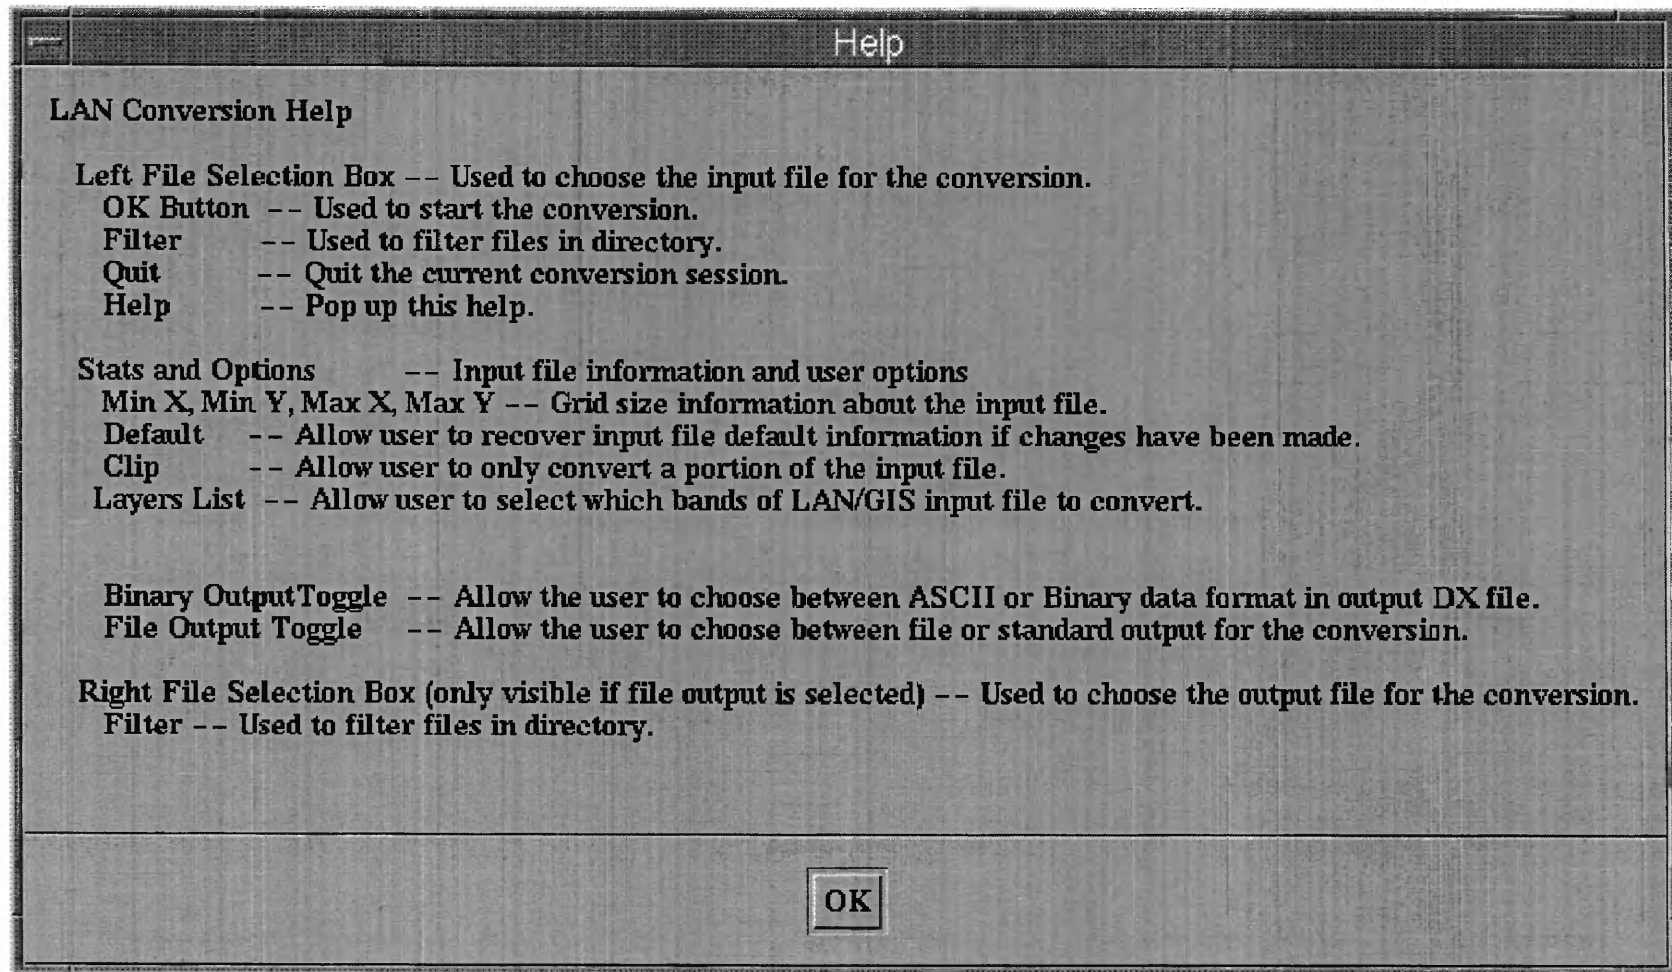 Help
LAN Conversion Help
Left File Selection Box -- Used to choose the input file for the conversion.
OK Button -- Used to start the conversion.
Filter -- Used to filter files in directory.
Quit -- Quit the current conversion session.
Help -- Pop up this help.
Stats and Options -- Input file information and user options
Min X, Min Y, Max X, Max Y -- Grid size information about the input file.
Default -- Allow user to recover input file default information if changes have been made.
Clip -- Allow user to only convert a portion of the input file.
Layers List -- Allow user to select which bands of LAN/GIS input file to convert.
Binary OutputToggle -- Allow the user to choose between ASCII or Binary data format in output DX file.
File Output Toggle -- Allow the user to choose between file or standard output for the conversion.
Right File Selection Box (only visible if file output is selected) -- Used to choose the output file for the conversion.
Filter -- Used to filter files in directory.
OK